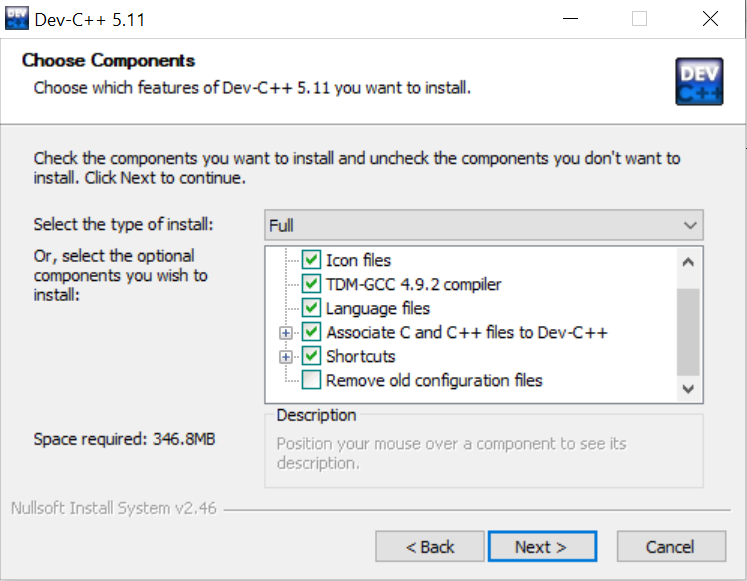 Dev-C++ 5.11
Choose Components
Choose which features of Dev-C++ 5.11 you want to install.
DEV
C++
Check the components you want to install and uncheck the components you don't want to
install. Click Next to continue.
Select the type of install:
Full
Or, select the optional
components you wish to
install:
Icon files
TDM-GCC 4.9.2 compiler
Language files
Associate C and C++ files to Dev-C++
Shortcuts
Remove old configuration files
Space required: 346.8MB
Description
Position your mouse over a component to see its
description.
Nullsoft Install System v2.46
< Back
Next >
Cancel